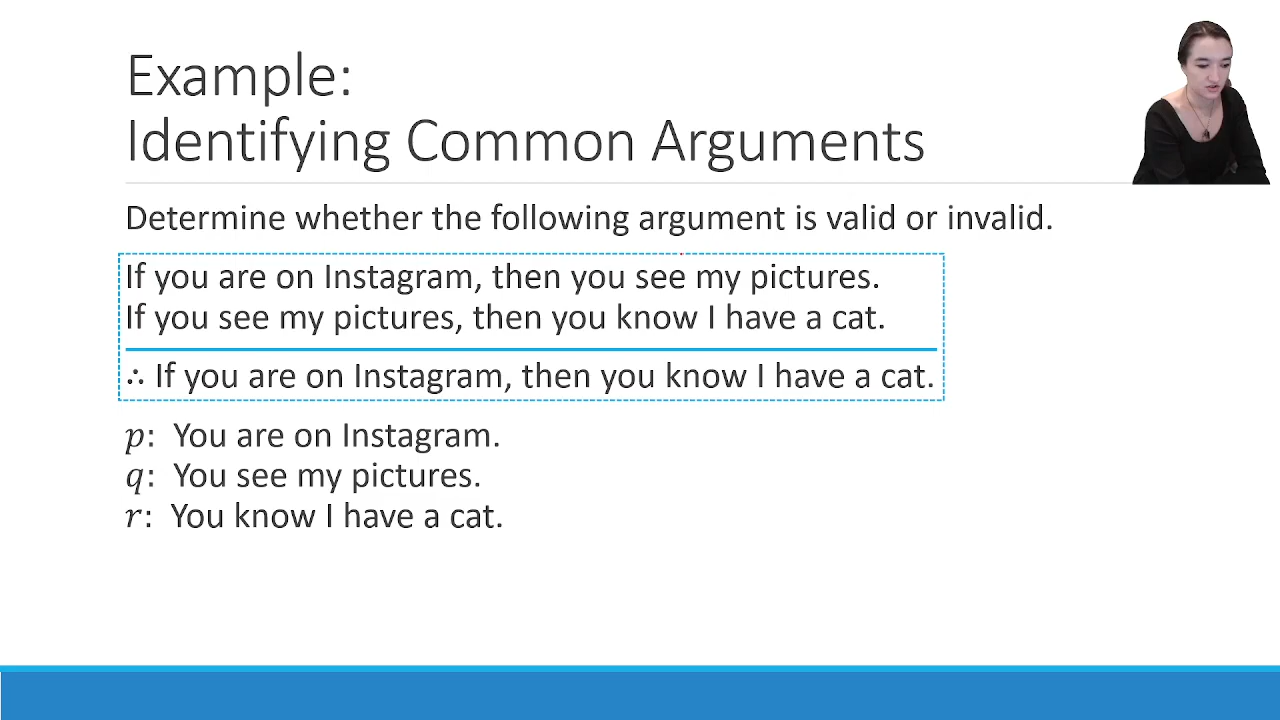 Example:
Identifying Common Arguments
Determine whether the following argument is valid or invalid.
If you are on Instagram, then you see my pictures.
If you see my pictures, then you know I have a cat.
∴ If you are on Instagram, then you know I have a cat.
𝑝: You are on Instagram.
𝑞: You see my pictures.
𝑟: You know I have a cat.